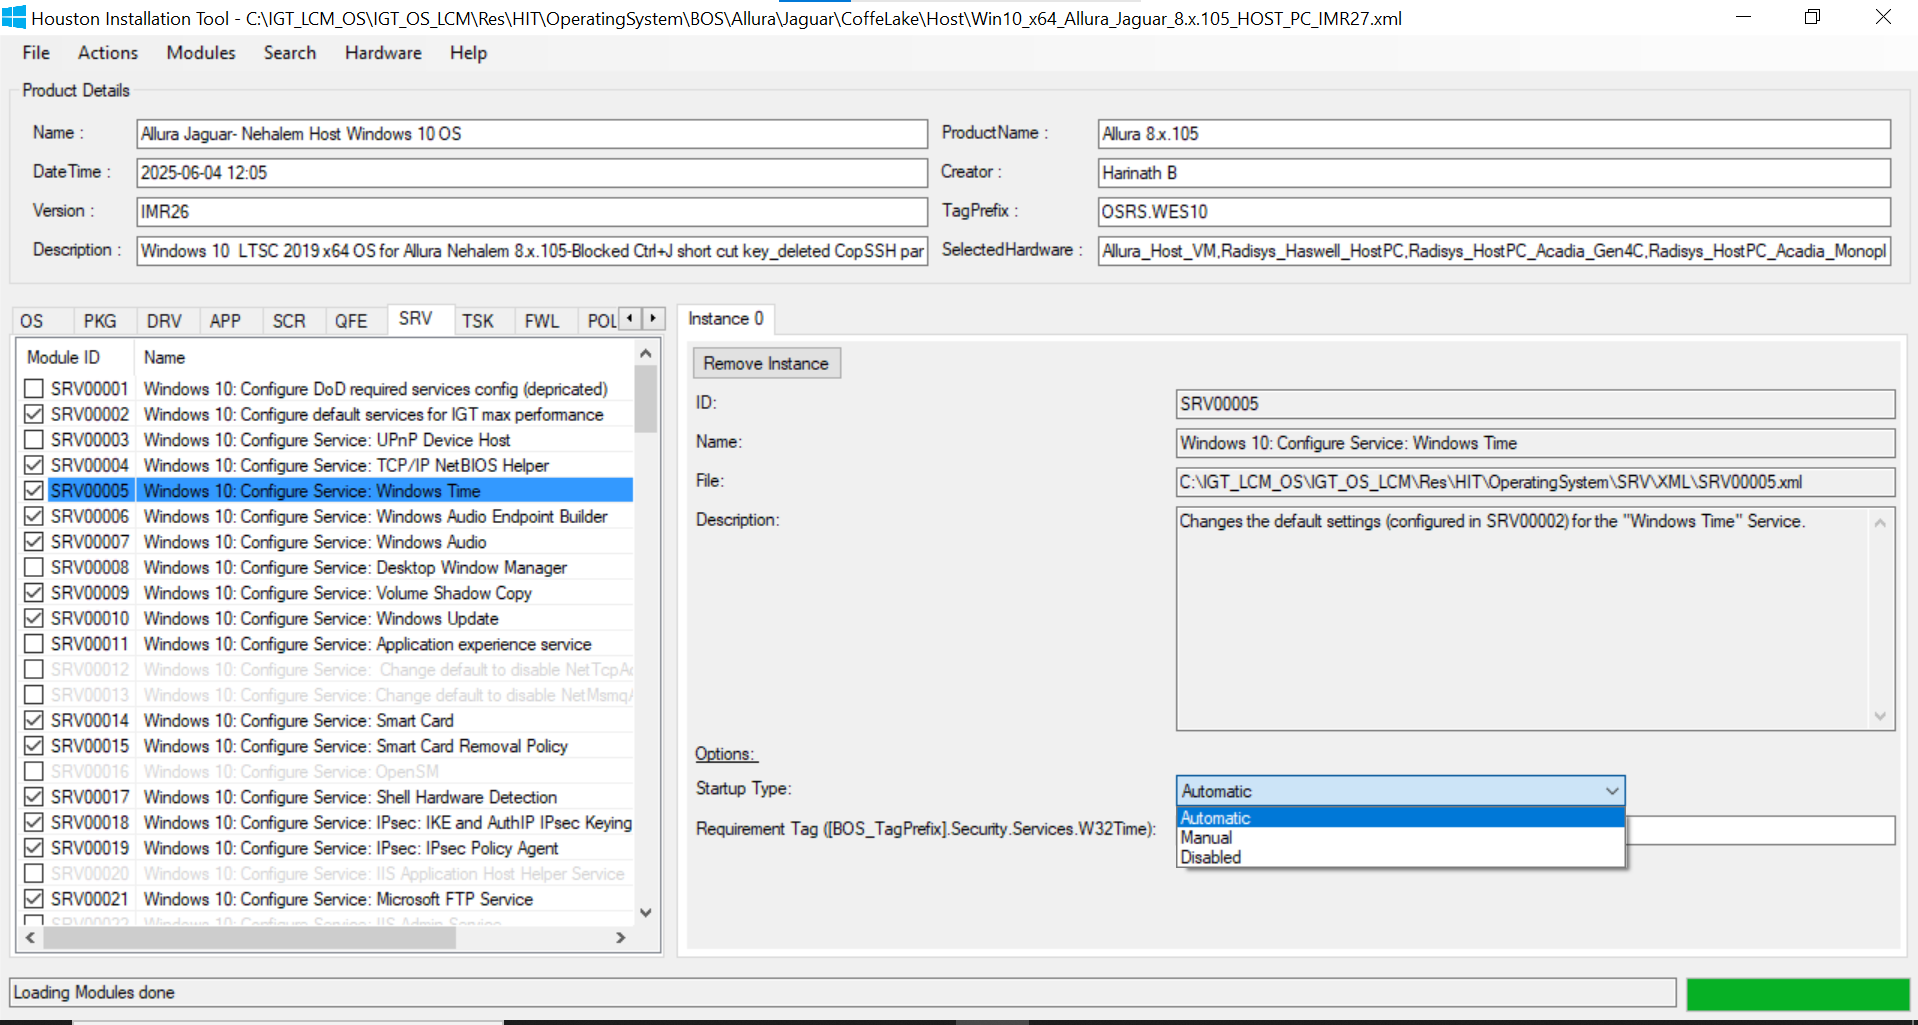 Houston Installation Tool - C:\IGT_LCM_OS\IGT_OS_LCM\Res\HIT\OperatingSystem\BOS\Allura\Jaguar\CoffeLake\Host\Win10_x64_Allura_Jaguar_8.x.105_HOST_PC_IMR27.xml
File Actions Modules Search Hardware Help
Product Details
Name : Allura Jaguar- Nehalem Host Windows 10 OS
ProductName : Allura 8.x.105
DateTime : 2025-06-04 12:05
Creator : Harinath B
Version : IMR26
TagPrefix : OSRS.WES10
Description : Windows 10  LTSC 2019 x64 OS for Allura Nehalem 8.x.105-Blocked Ctrl+J short cut key_deleted CopSSH par
SelectedHardware : Allura_Host_VM,Radisys_Haswell_HostPC,Radisys_HostPC_Acadia_Gen4C,Radisys_HostPC_Acadia_Monopl
OS PKG DRV APP SCR QFE SRV TSK FWL POL
Module ID Name
SRV00001 Windows 10: Configure DoD required services config (depricated)
SRV00002 Windows 10: Configure default services for IGT max performance
SRV00003 Windows 10: Configure Service: UPnP Device Host
SRV00004 Windows 10: Configure Service: TCP/IP NetBIOS Helper
SRV00005 Windows 10: Configure Service: Windows Time
SRV00006 Windows 10: Configure Service: Windows Audio Endpoint Builder
SRV00007 Windows 10: Configure Service: Windows Audio
SRV00008 Windows 10: Configure Service: Desktop Window Manager
SRV00009 Windows 10: Configure Service: Volume Shadow Copy
SRV00010 Windows 10: Configure Service: Windows Update
SRV00011 Windows 10: Configure Service: Application experience service
SRV00012 Windows 10: Configure Service:  Change default to disable NetTcpAc
SRV00013 Windows 10: Configure Service: Change default to disable NetMsmq
SRV00014 Windows 10: Configure Service: Smart Card
SRV00015 Windows 10: Configure Service: Smart Card Removal Policy
SRV00016 Windows 10: Configure Service: OpenSM
SRV00017 Windows 10: Configure Service: Shell Hardware Detection
SRV00018 Windows 10: Configure Service: IPsec: IKE and AuthIP IPsec Keying
SRV00019 Windows 10: Configure Service: IPsec: IPsec Policy Agent
SRV00020 Windows 10: Configure Service: IIS Application Host Helper Service
SRV00021 Windows 10: Configure Service: Microsoft FTP Service
SRV00022 Windows 10: Configure Service: IIS Admin Service
Instance 0
Remove Instance
ID: SRV00005
Name: Windows 10: Configure Service: Windows Time
File: C:\IGT_LCM_OS\IGT_OS_LCM\Res\HIT\OperatingSystem\SRV\XML\SRV00005.xml
Description: Changes the default settings (configured in SRV00002) for the "Windows Time" Service.
Options:
Startup Type: Automatic
Automatic
Requirement Tag ([BOS_TagPrefix].Security.Services.W32Time):
Manual
Disabled
Loading Modules done